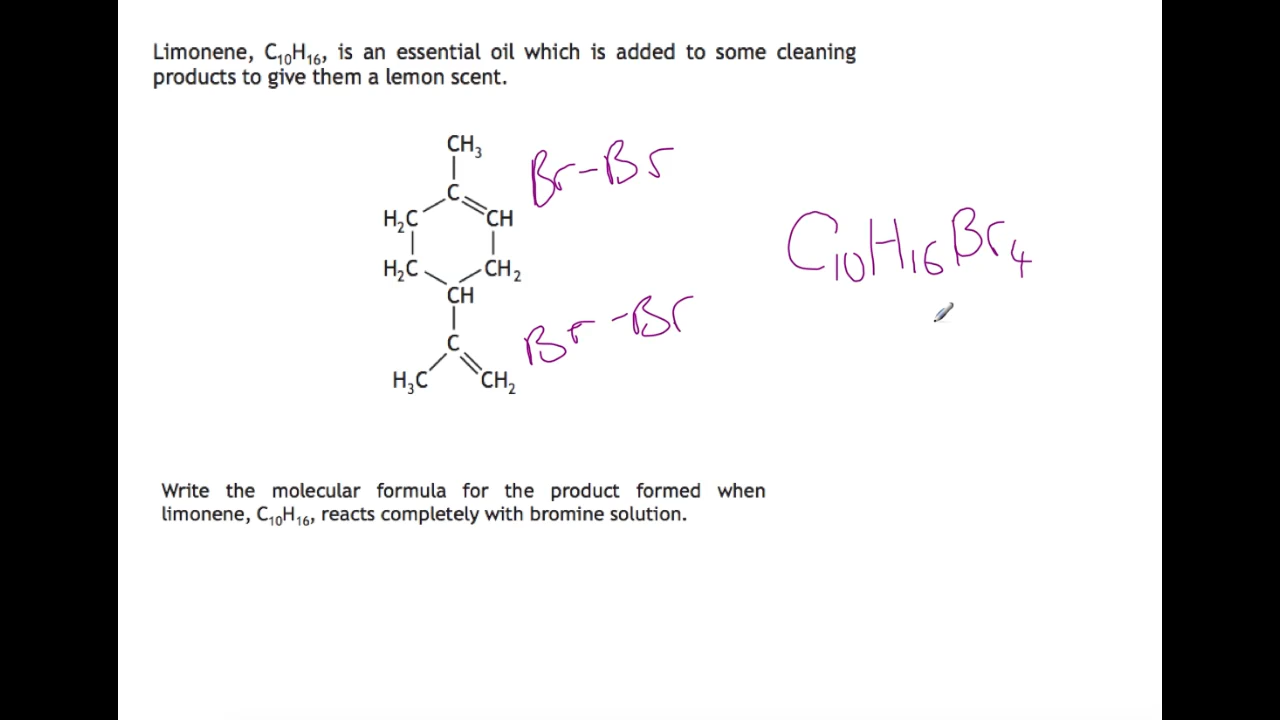 Limonene, C₁₀H₁₆, is an essential oil which is added to some cleaning
products to give them a lemon scent.
CH₃
Br-Br
C
H₂C CH
C₁₀H₁₆Br₄
H₂C CH₂
CH
Br-Br
C
H₃C CH₂
Write the molecular formula for the product formed when
limonene, C₁₀H₁₆, reacts completely with bromine solution.